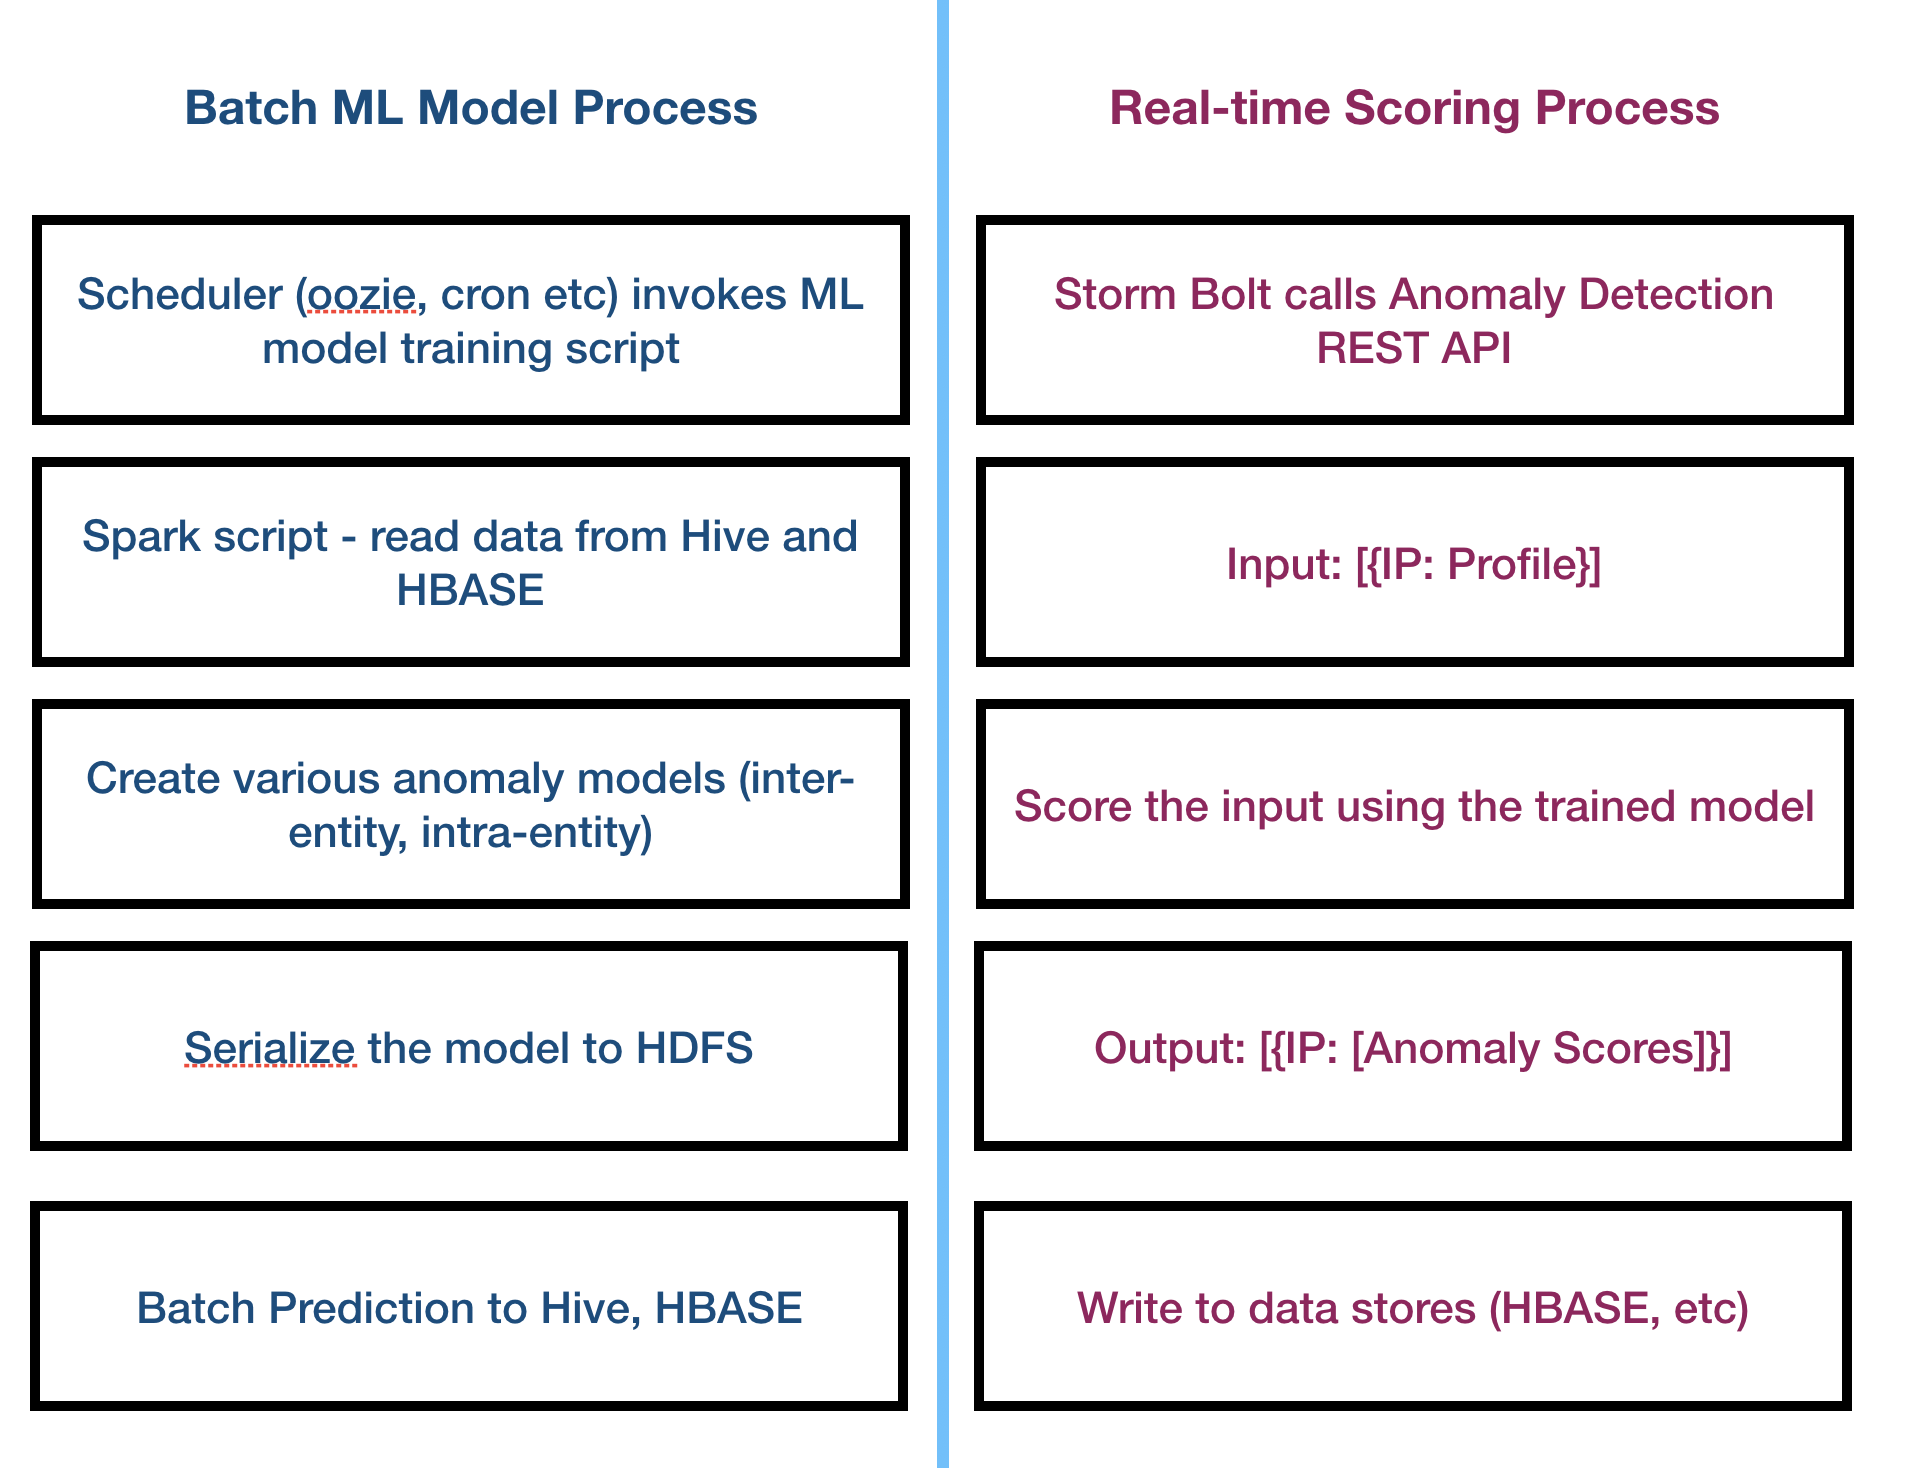 Batch ML Model Process
Scheduler (oozie, cron etc) invokes ML
model training script
Spark script - read data from Hive and
HBASE
Create various anomaly models (inter-
entity, intra-entity)
Serialize the model to HDFS
Batch Prediction to Hive, HBASE
Real-time Scoring Process
Storm Bolt calls Anomaly Detection
REST API
Input: [{IP: Profile}]
Score the input using the trained model
Output: [{IP: [Anomaly Scores]}]
Write to data stores (HBASE, etc)